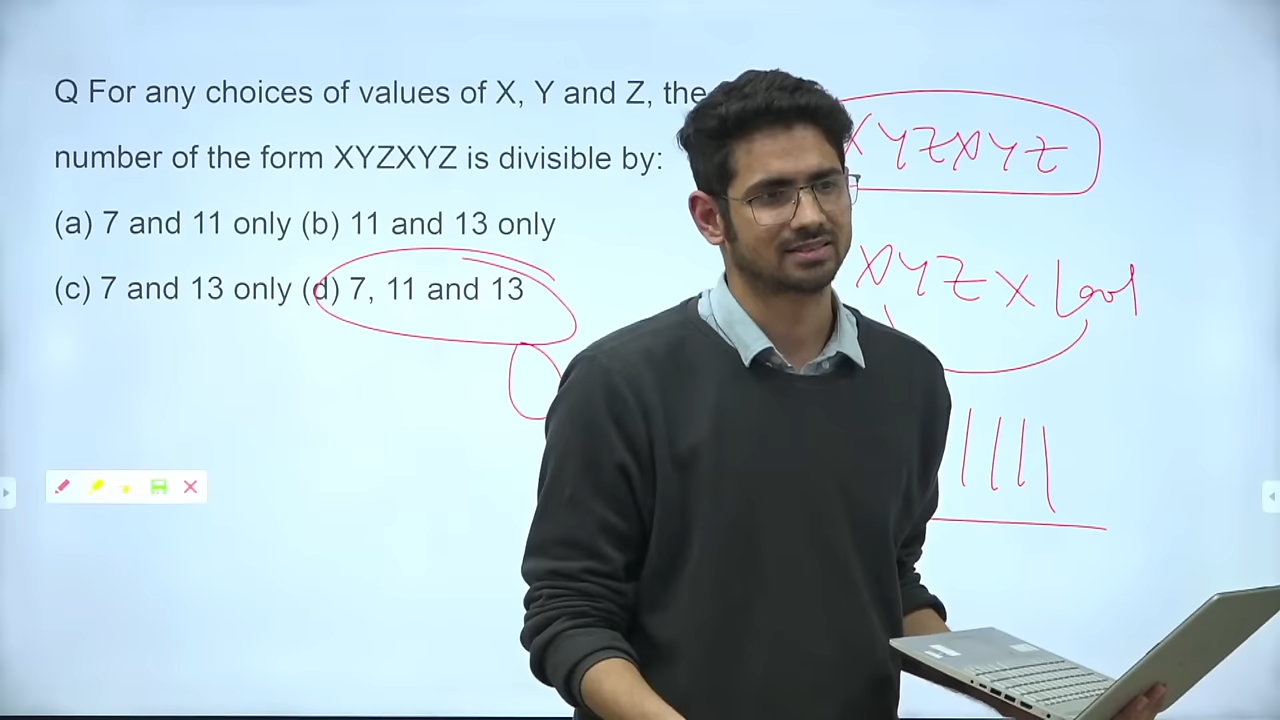 Q For any choices of values of X, Y and Z, the
number of the form XYZXYZ is divisible by:
(a) 7 and 11 only (b) 11 and 13 only
(c) 7 and 13 only (d) 7, 11 and 13
XYZXYZ
XYZ X 1001
1111